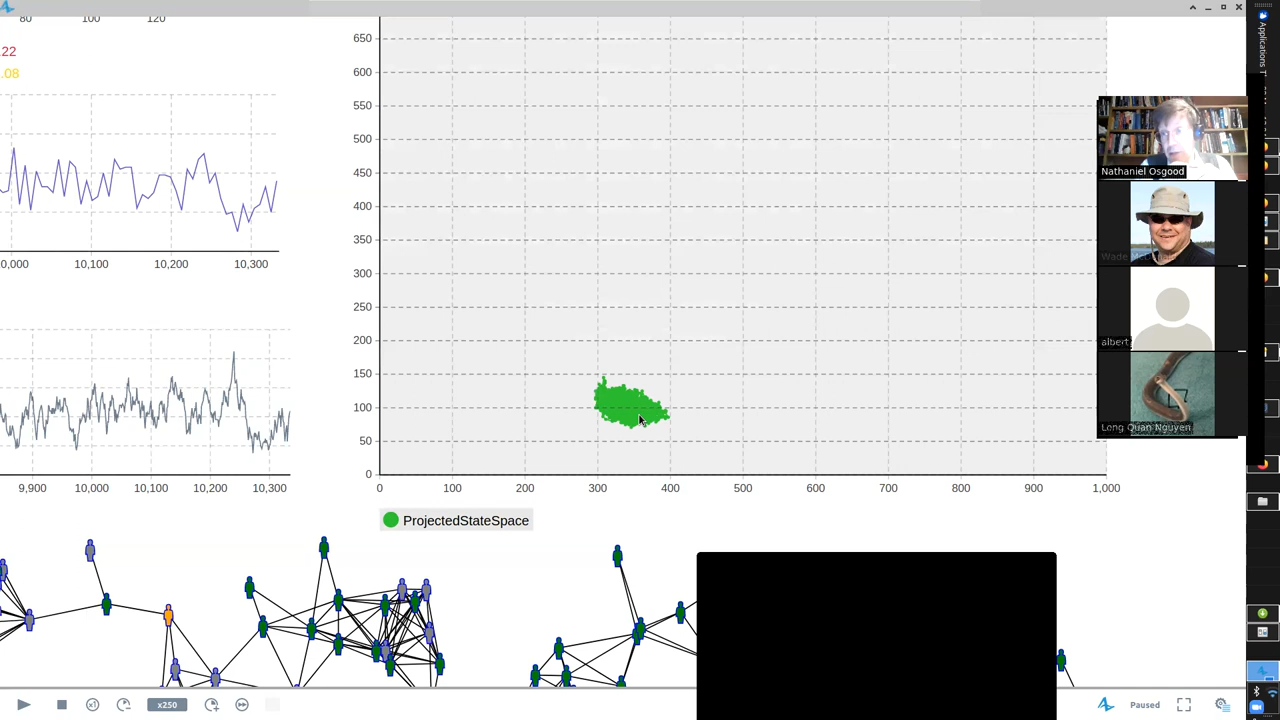 80 100 120
.22
.08
0,000 10,100 10,200 10,300
9,900 10,000 10,100 10,200 10,300
650
600
550
500
450
400
350
300
250
200
150
100
50
0
0 100 200 300 400 500 600 700 800 900 1,000
ProjectedStateSpace
Nathaniel Osgood
albert
Long Quan Nguyen
Applications
x1
x250
Paused